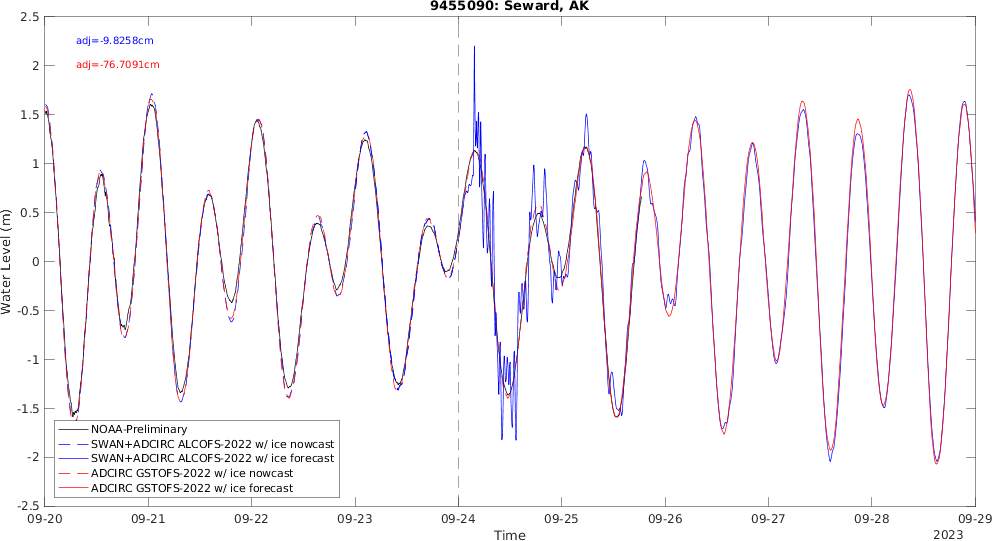 9455090: Seward, AK
adj=-9.8258cm
adj=-76.7091cm
Water Level (m)
2.5
2
1.5
1
0.5
0
-0.5
-1
-1.5
-2
-2.5
NOAA-Preliminary
SWAN+ADCIRC ALCOFS-2022 w/ ice nowcast
SWAN+ADCIRC ALCOFS-2022 w/ ice forecast
ADCIRC GSTOFS-2022 w/ ice nowcast
ADCIRC GSTOFS-2022 w/ ice forecast
09-20 09-21 09-22 09-23 09-24 09-25 09-26 09-27 09-28 09-29
Time
2023